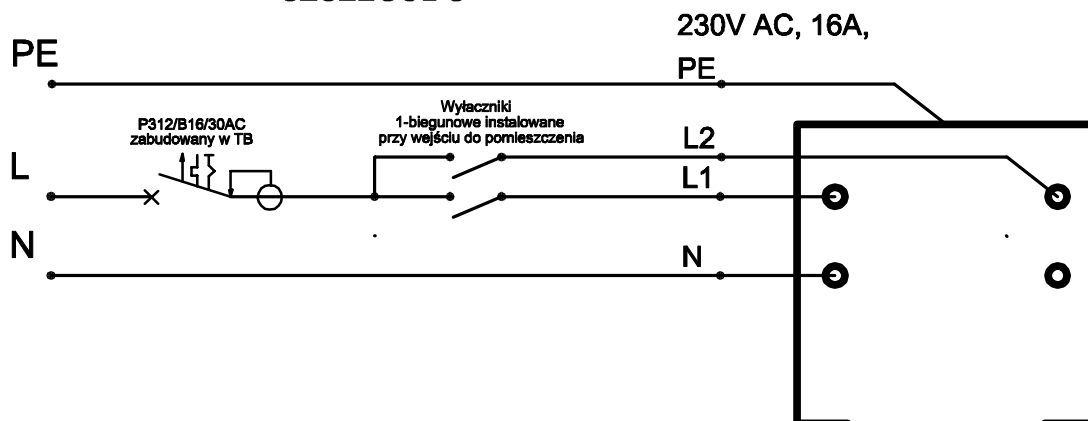 230V AC, 16A,
PE
PE
P312/B16/30AC
zabudowany w TB
Wyłaczniki
1-biegunowe instalowane
przy wejściu do pomieszczenia
L2
L
L1
N
N